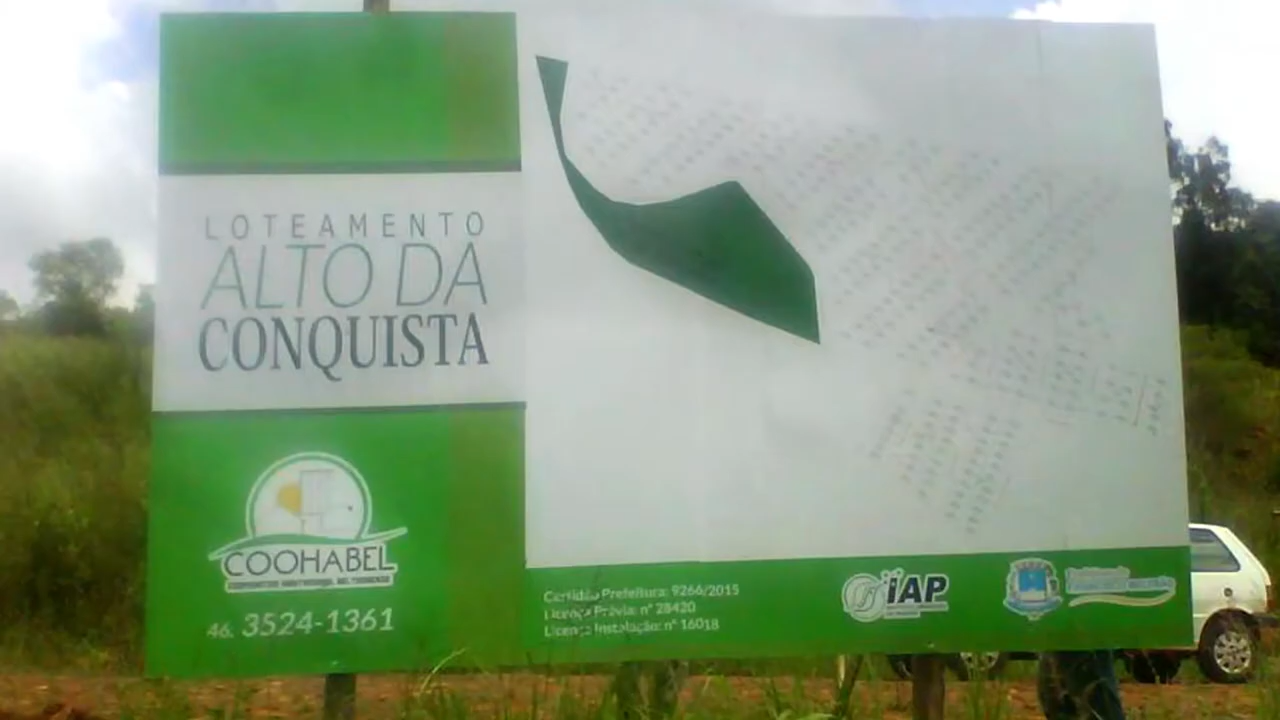 LOTEAMENTO
ALTO DA
CONQUISTA
COOHABEL
46. 3524-1361
Certidão Prefeitura: 9266/2015
Licença Prévia: nº 28420
Licença Instalação: nº 16018
IAP